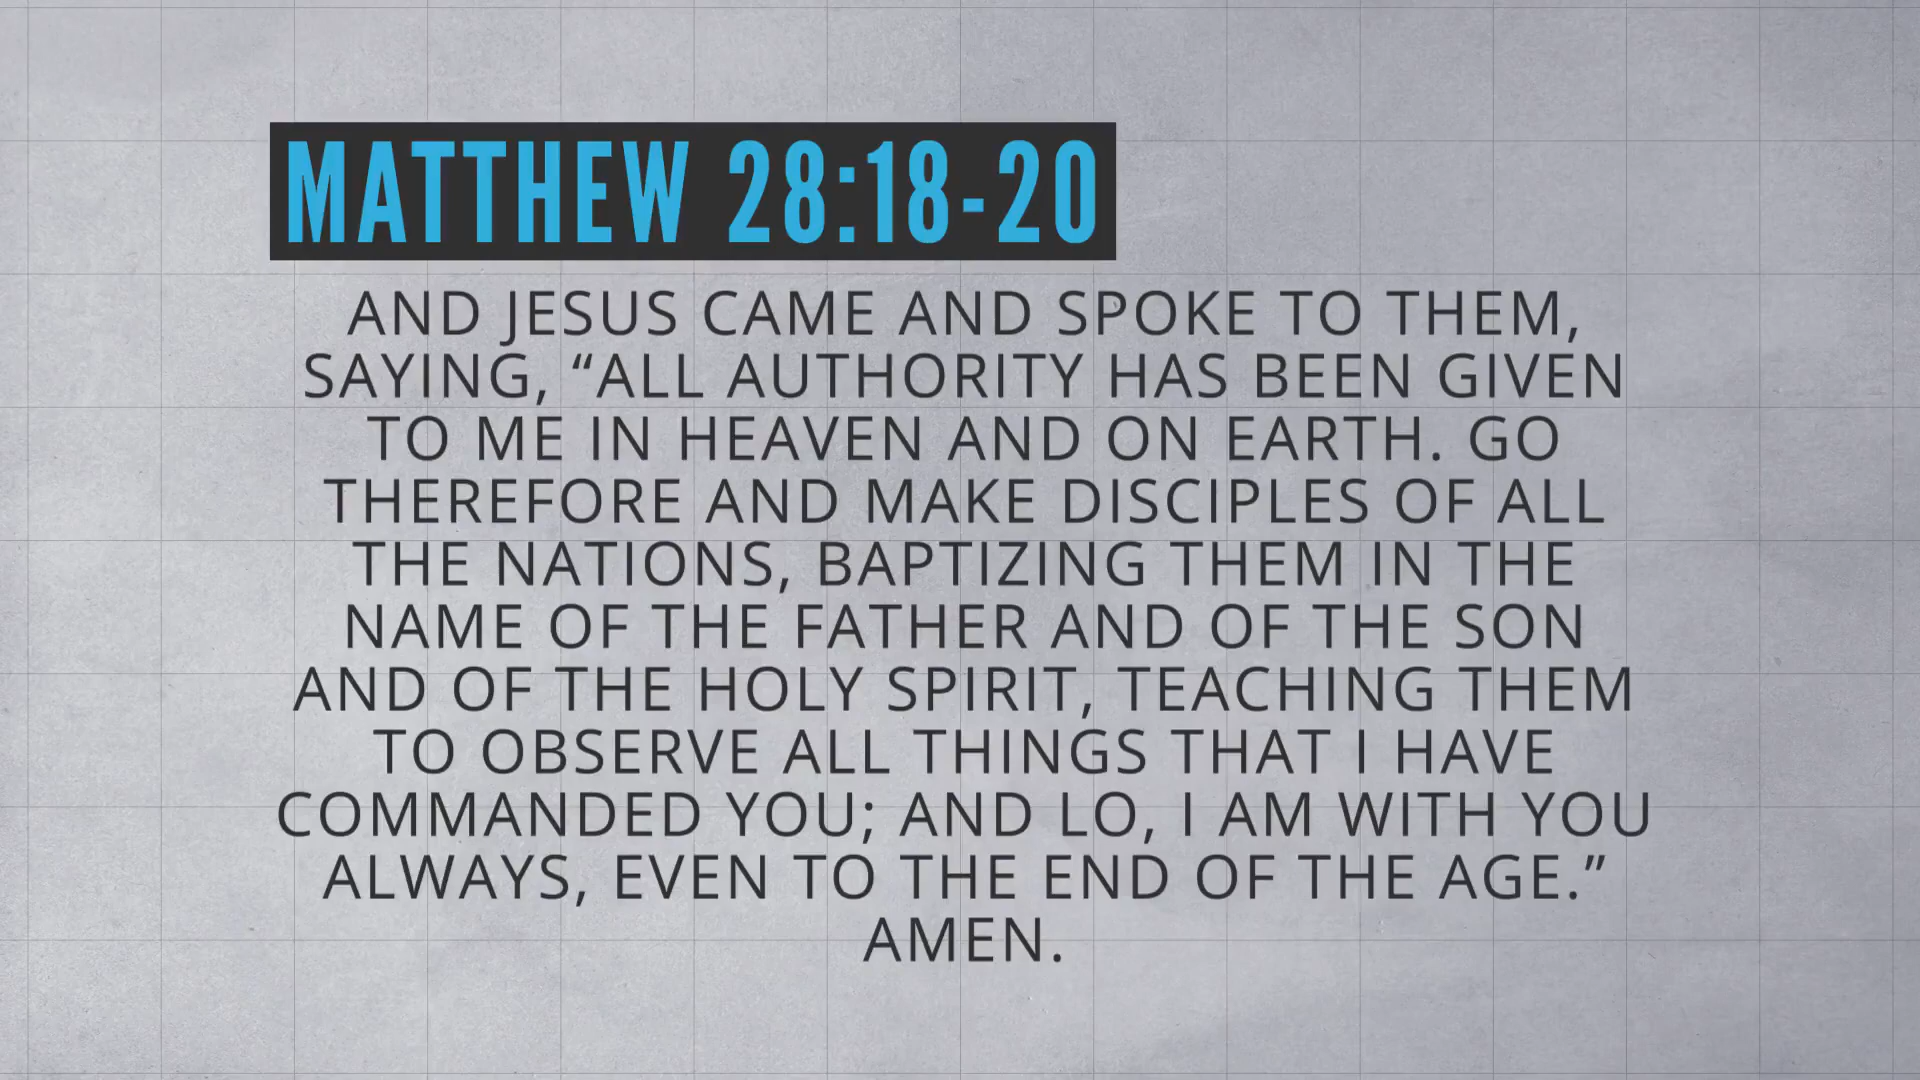 MATTHEW 28:18-20
AND JESUS CAME AND SPOKE TO THEM,
SAYING, “ALL AUTHORITY HAS BEEN GIVEN
TO ME IN HEAVEN AND ON EARTH. GO
THEREFORE AND MAKE DISCIPLES OF ALL
THE NATIONS, BAPTIZING THEM IN THE
NAME OF THE FATHER AND OF THE SON
AND OF THE HOLY SPIRIT, TEACHING THEM
TO OBSERVE ALL THINGS THAT I HAVE
COMMANDED YOU; AND LO, I AM WITH YOU
ALWAYS, EVEN TO THE END OF THE AGE.”
AMEN.